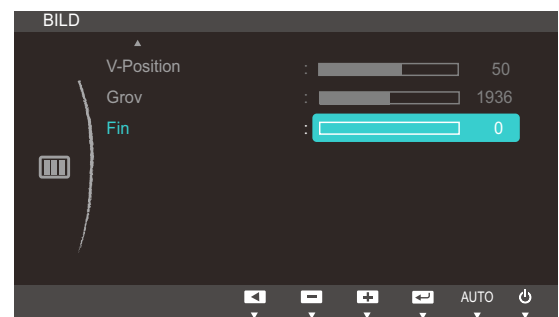 BILD
V-Position : 50
Grov : 1936
Fin : 0
AUTO